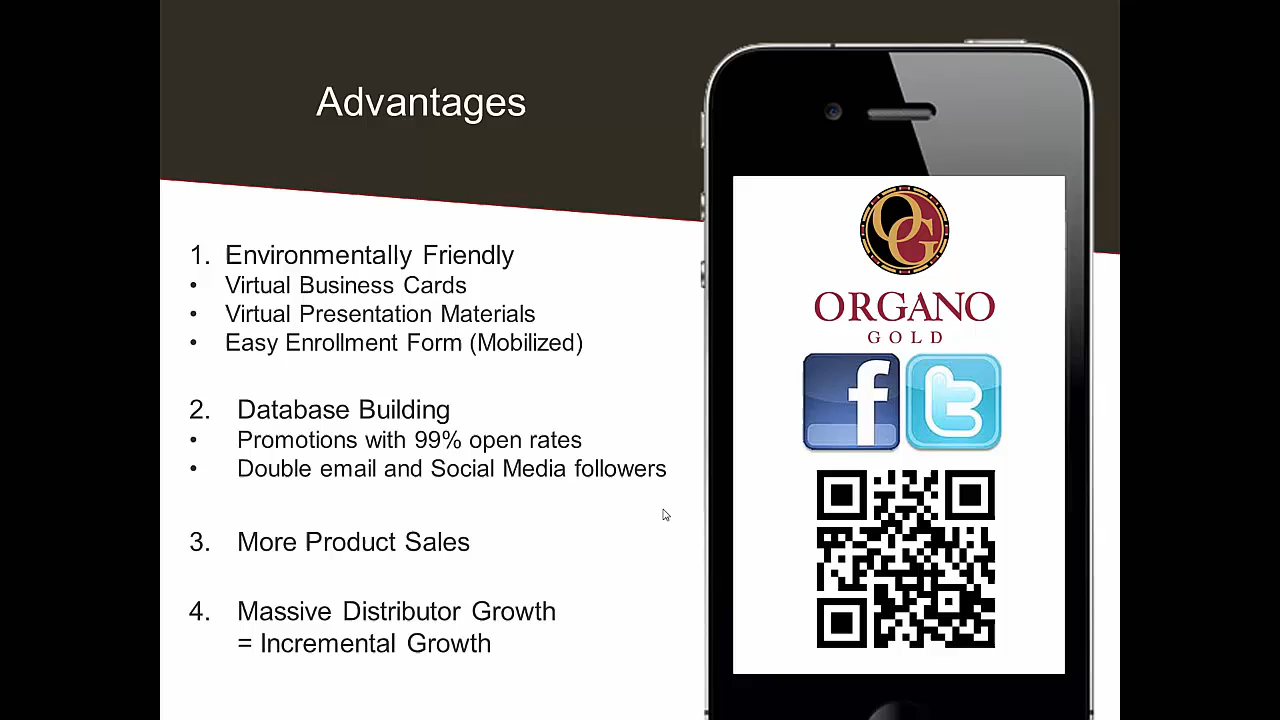 Advantages
1. Environmentally Friendly
• Virtual Business Cards
• Virtual Presentation Materials
• Easy Enrollment Form (Mobilized)
2. Database Building
• Promotions with 99% open rates
• Double email and Social Media followers
3. More Product Sales
4. Massive Distributor Growth
= Incremental Growth
OG
ORGANO
GOLD
f t